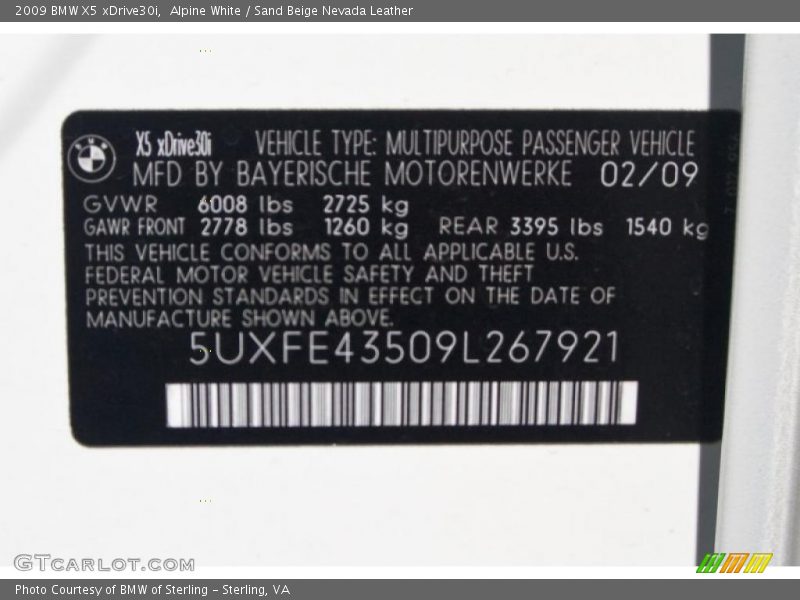 2009 BMW X5 xDrive30i,  Alpine White / Sand Beige Nevada Leather
X5 xDrive30i VEHICLE TYPE: MULTIPURPOSE PASSENGER VEHICLE
MFD BY BAYERISCHE MOTORENWERKE 02/09
GVWR 6008 lbs 2725 kg
GAWR FRONT 2778 lbs 1260 kg REAR 3395 lbs 1540 kg
THIS VEHICLE CONFORMS TO ALL APPLICABLE U.S.
FEDERAL MOTOR VEHICLE SAFETY AND THEFT
PREVENTION STANDARDS IN EFFECT ON THE DATE OF
MANUFACTURE SHOWN ABOVE.
5UXFE43509L267921
GTCARLOT.COM
Photo Courtesy of BMW of Sterling - Sterling, VA